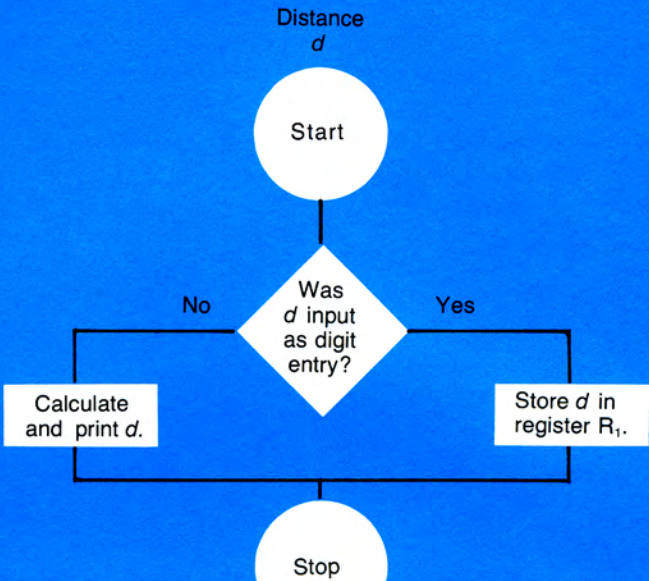 Distance
d
Start
Was
d input
as digit
entry?
No
Yes
Calculate
and print d.
Store d in
register R₁.
Stop